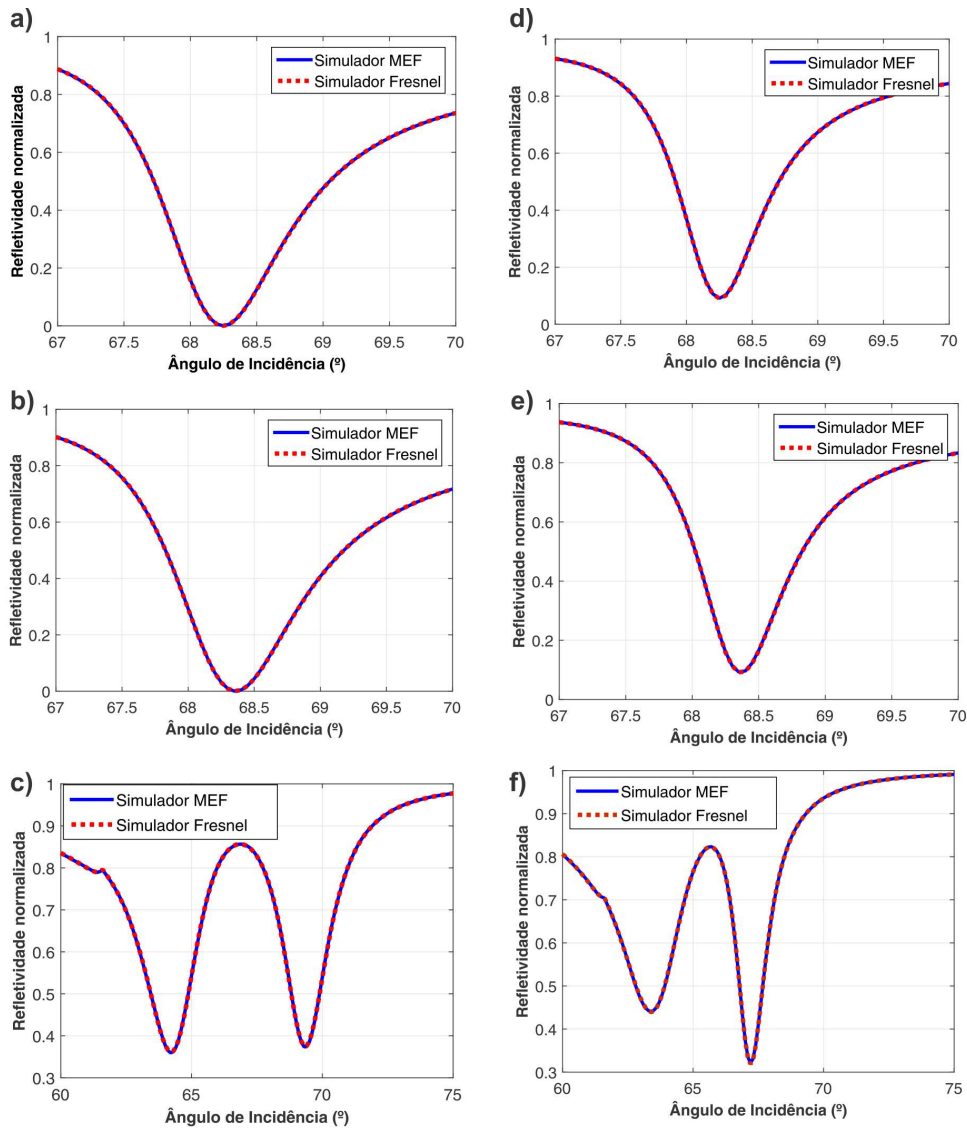 a)
1
0.8
0.6
0.4
0.2
0
Refletividade normalizada
Simulador MEF
Simulador Fresnel
67 67.5 68 68.5 69 69.5 70
Ângulo de Incidência (º)
d)
1
0.8
0.6
0.4
0.2
0
Refletividade normalizada
Simulador MEF
Simulador Fresnel
67 67.5 68 68.5 69 69.5 70
Ângulo de Incidência (º)
b)
1
0.8
0.6
0.4
0.2
0
Refletividade normalizada
Simulador MEF
Simulador Fresnel
67 67.5 68 68.5 69 69.5 70
Ângulo de Incidência (º)
e)
1
0.8
0.6
0.4
0.2
0
Refletividade normalizada
Simulador MEF
Simulador Fresnel
67 67.5 68 68.5 69 69.5 70
Ângulo de Incidência (º)
c)
1
0.9
0.8
0.7
0.6
0.5
0.4
0.3
Refletividade normalizada
Simulador MEF
Simulador Fresnel
60 65 70 75
Ângulo de Incidência (º)
f)
1
0.9
0.8
0.7
0.6
0.5
0.4
0.3
Refletividade normalizada
Simulador MEF
Simulador Fresnel
60 65 70 75
Ângulo de Incidência (º)